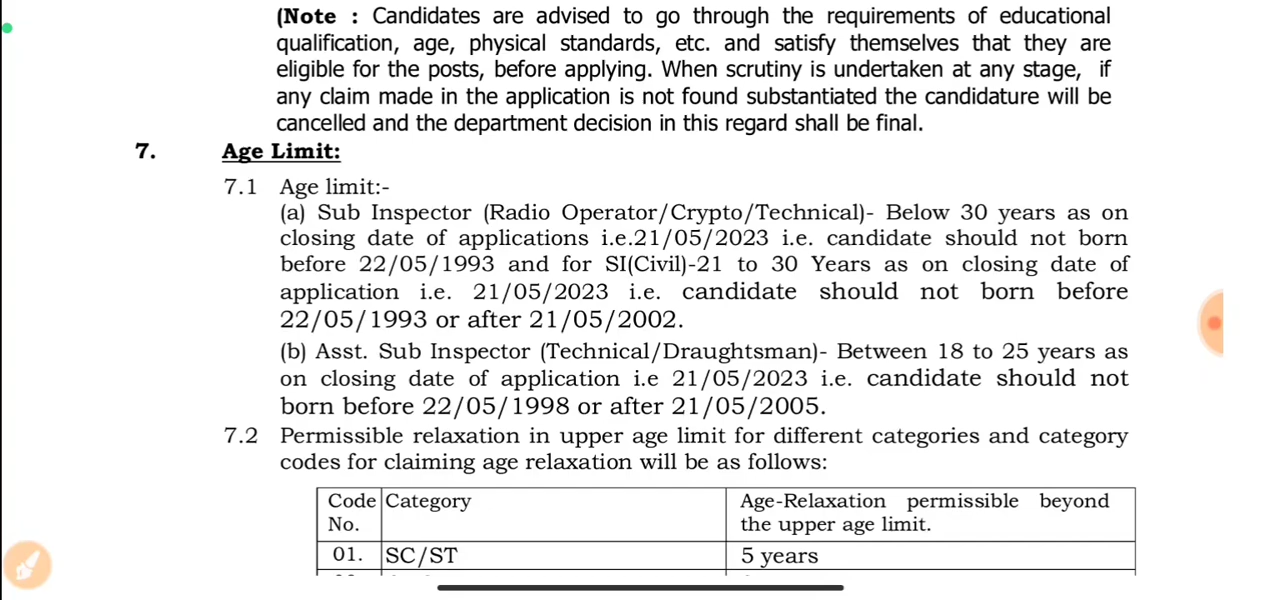 (Note : Candidates are advised to go through the requirements of educational
qualification, age, physical standards, etc. and satisfy themselves that they are
eligible for the posts, before applying. When scrutiny is undertaken at any stage, if
any claim made in the application is not found substantiated the candidature will be
cancelled and the department decision in this regard shall be final.
7. Age Limit:
7.1 Age limit:-
(a) Sub Inspector (Radio Operator/Crypto/Technical)- Below 30 years as on
closing date of applications i.e.21/05/2023 i.e. candidate should not born
before 22/05/1993 and for SI(Civil)-21 to 30 Years as on closing date of
application i.e. 21/05/2023 i.e. candidate should not born before
22/05/1993 or after 21/05/2002.
(b) Asst. Sub Inspector (Technical/Draughtsman)- Between 18 to 25 years as
on closing date of application i.e 21/05/2023 i.e. candidate should not
born before 22/05/1998 or after 21/05/2005.
7.2 Permissible relaxation in upper age limit for different categories and category
codes for claiming age relaxation will be as follows:
Code Category Age-Relaxation permissible beyond
No. the upper age limit.
01. SC/ST 5 years